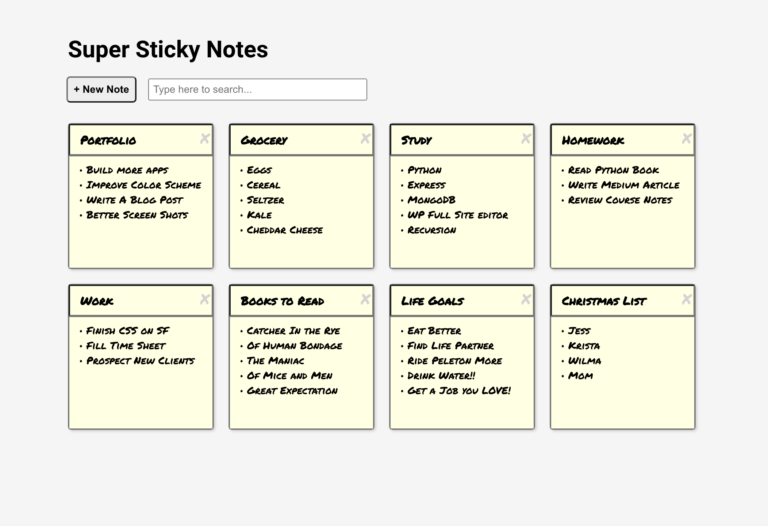 Super Sticky Notes
+ New Note
Type here to search...
Portfolio
• Build more apps
• Improve Color Scheme
• Write A Blog Post
• Better Screen Shots
Grocery
• Eggs
• Cereal
• Seltzer
• Kale
• Cheddar Cheese
Study
• Python
• Express
• MongoDB
• WP Full Site editor
• Recursion
Homework
• Read Python Book
• Write Medium Article
• Review Course Notes
Work
• Finish CSS on SF
• Fill Time Sheet
• Prospect New Clients
Books to Read
• Catcher In the Rye
• Of Human Bondage
• The Maniac
• Of Mice and Men
• Great Expectation
Life Goals
• Eat Better
• Find Life Partner
• Ride Peleton More
• Drink Water!!
• Get a Job you LOVE!
Christmas List
• Jess
• Krista
• Wilma
• Mom